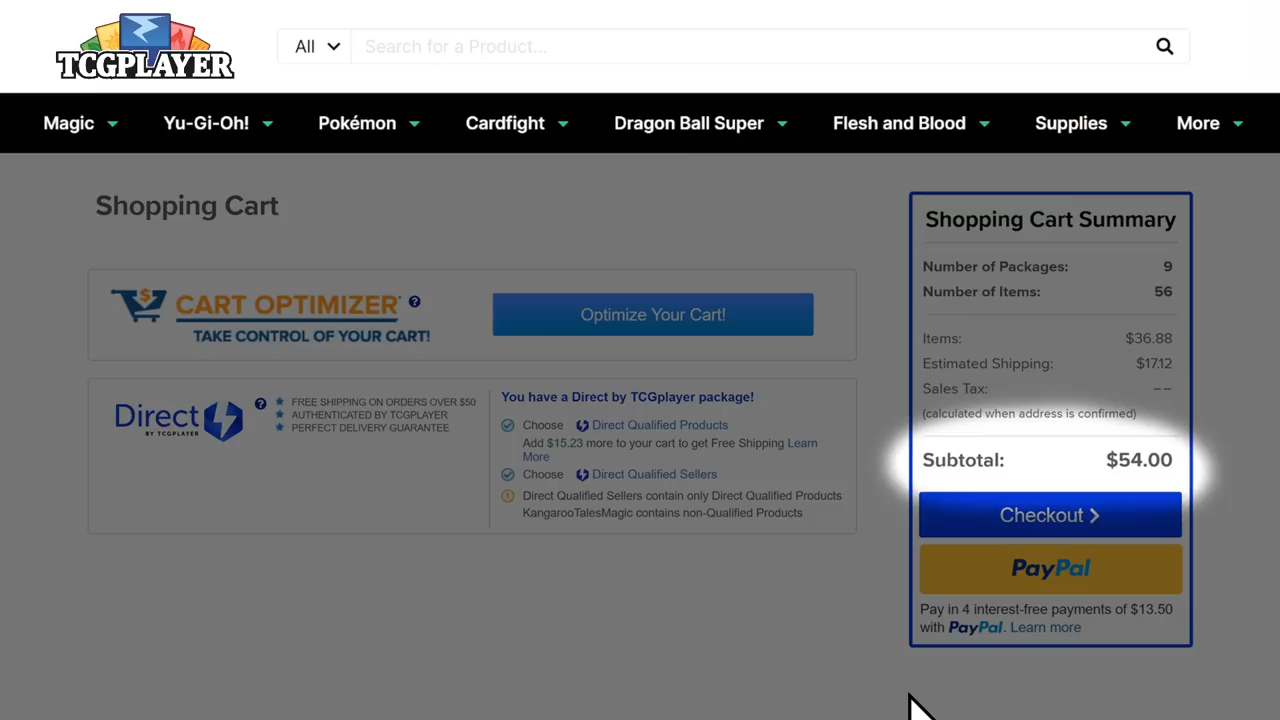 TCGPLAYER
All
Search for a Product...
Magic
Yu-Gi-Oh!
Pokémon
Cardfight
Dragon Ball Super
Flesh and Blood
Supplies
More
Shopping Cart
CART OPTIMIZER
TAKE CONTROL OF YOUR CART!
Optimize Your Cart!
Direct
BY TCGPLAYER
FREE SHIPPING ON ORDERS OVER $50
AUTHENTICATED BY TCGPLAYER
PERFECT DELIVERY GUARANTEE
You have a Direct by TCGplayer package!
Choose Direct Qualified Products
Add $15.23 more to your cart to get Free Shipping Learn
More
Choose Direct Qualified Sellers
Direct Qualified Sellers contain only Direct Qualified Products
KangarooTalesMagic contains non-Qualified Products
Shopping Cart Summary
Number of Packages: 9
Number of Items: 56
Items: $36.88
Estimated Shipping: $17.12
Sales Tax: --
(calculated when address is confirmed)
Subtotal: $54.00
Checkout
PayPal
Pay in 4 interest-free payments of $13.50
with PayPal. Learn more